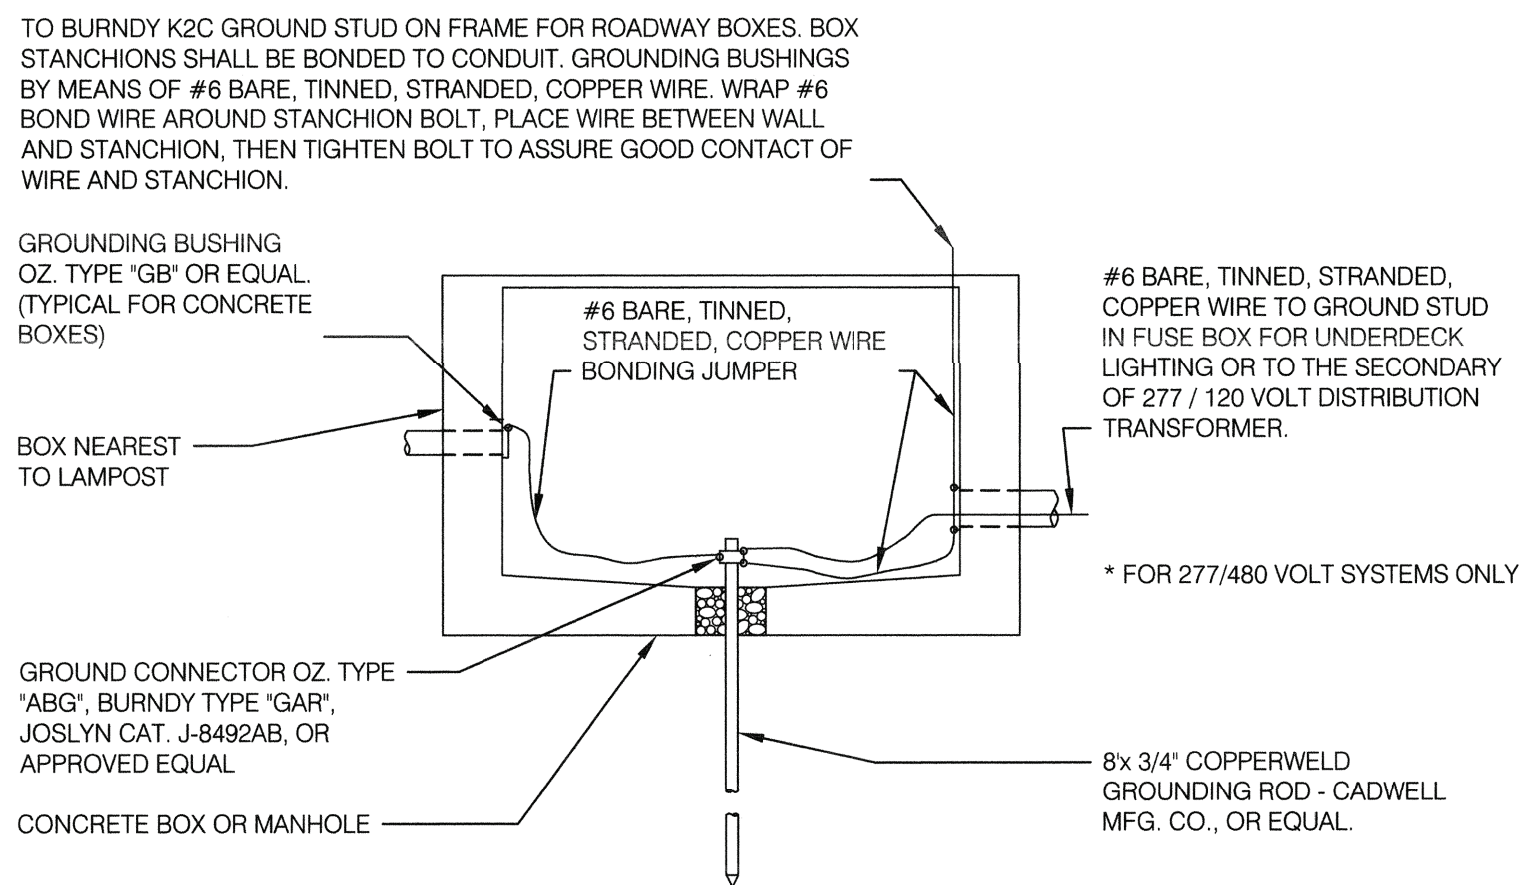 TO BURNDY K2C GROUND STUD ON FRAME FOR ROADWAY BOXES. BOX
STANCHIONS SHALL BE BONDED TO CONDUIT. GROUNDING BUSHINGS
BY MEANS OF #6 BARE, TINNED, STRANDED, COPPER WIRE. WRAP #6
BOND WIRE AROUND STANCHION BOLT, PLACE WIRE BETWEEN WALL
AND STANCHION, THEN TIGHTEN BOLT TO ASSURE GOOD CONTACT OF
WIRE AND STANCHION.
GROUNDING BUSHING
OZ. TYPE "GB" OR EQUAL.
(TYPICAL FOR CONCRETE
BOXES)
#6 BARE, TINNED,
STRANDED, COPPER WIRE
BONDING JUMPER
#6 BARE, TINNED, STRANDED,
COPPER WIRE TO GROUND STUD
IN FUSE BOX FOR UNDERDECK
LIGHTING OR TO THE SECONDARY
OF 277 / 120 VOLT DISTRIBUTION
TRANSFORMER.
BOX NEAREST
TO LAMPOST
* FOR 277/480 VOLT SYSTEMS ONLY
GROUND CONNECTOR OZ. TYPE
"ABG", BURNDY TYPE "GAR",
JOSLYN CAT. J-8492AB, OR
APPROVED EQUAL
8'x 3/4" COPPERWELD
GROUNDING ROD - CADWELL
MFG. CO., OR EQUAL.
CONCRETE BOX OR MANHOLE